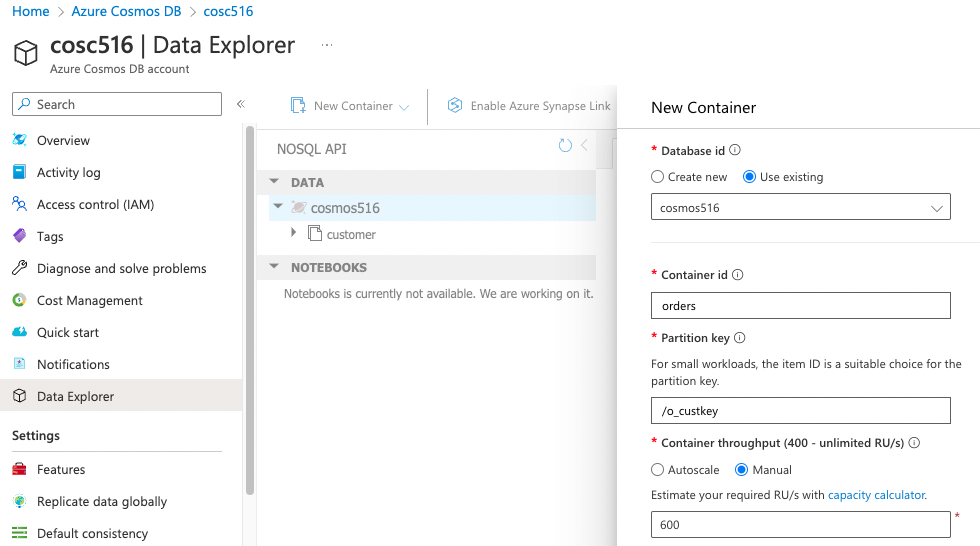 Home > Azure Cosmos DB > cosc516
cosc516 | Data Explorer ...
Azure Cosmos DB account
Search
«
Overview
Activity log
Access control (IAM)
Tags
Diagnose and solve problems
Cost Management
Quick start
Notifications
Data Explorer
Settings
Features
Replicate data globally
Default consistency
New Container
Enable Azure Synapse Link
NOSQL API
DATA
cosmos516
customer
NOTEBOOKS
Notebooks is currently not available. We are working on it.
New Container
* Database id
Create new Use existing
cosmos516
* Container id
orders
* Partition key
For small workloads, the item ID is a suitable choice for the
partition key.
/o_custkey
* Container throughput (400 - unlimited RU/s)
Autoscale Manual
Estimate your required RU/s with capacity calculator.
600 *